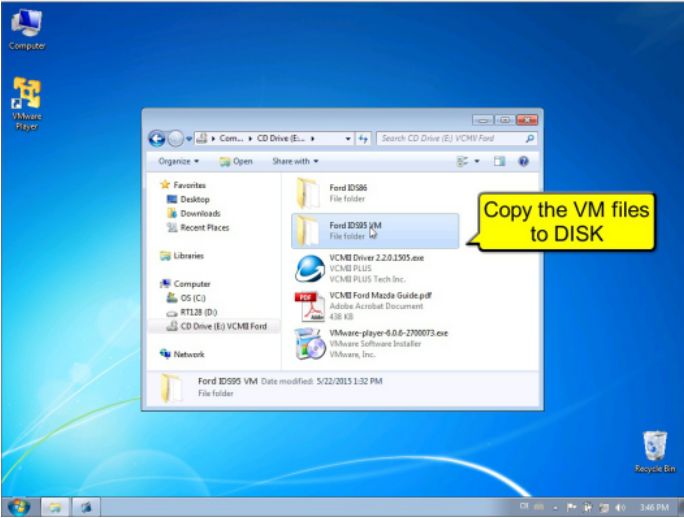 Computer
VMware
Player
Com... ▸ CD Drive (E:... ▸
Search CD Drive (E:) VCMII Ford
Organize
Open
Share with
Favorites
Desktop
Downloads
Recent Places
Libraries
Computer
OS (C:)
RT128 (D:)
CD Drive (E:) VCMII Ford
Network
Ford IDS86
File folder
Ford IDS95 VM
File folder
VCMII Driver 2.2.0.1505.exe
VCMII PLUS
VCMII PLUS Tech Inc.
PDF
Adobe
VCMII Ford Mazda Guide.pdf
Adobe Acrobat Document
438 KB
VMware-player-6.0.6-2700073.exe
VMware Software Installer
VMware, Inc.
Copy the VM files
to DISK
Ford IDS95 VM Date modified: 5/22/2015 1:32 PM
File folder
Recycle Bin
3:46 PM